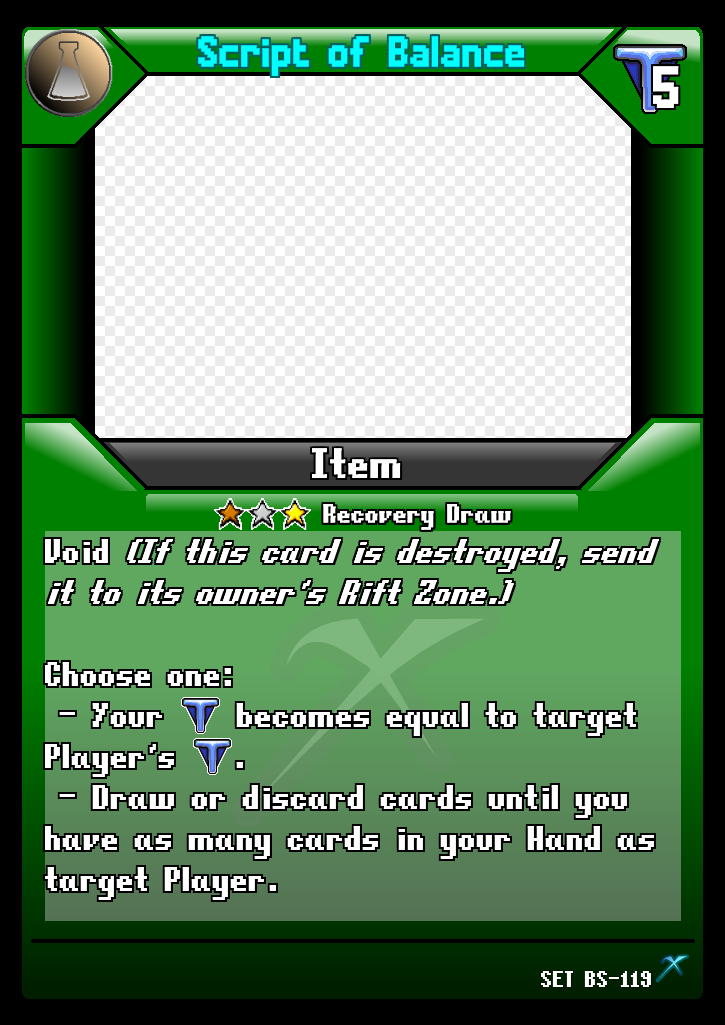 Script of Balance
T5
Item
Recovery Draw
Void (If this card is destroyed, send
it to its owner's Rift Zone.)
Choose one:
- Your T becomes equal to target
Player's T.
- Draw or discard cards until you
have as many cards in your Hand as
target Player.
SET BS-119